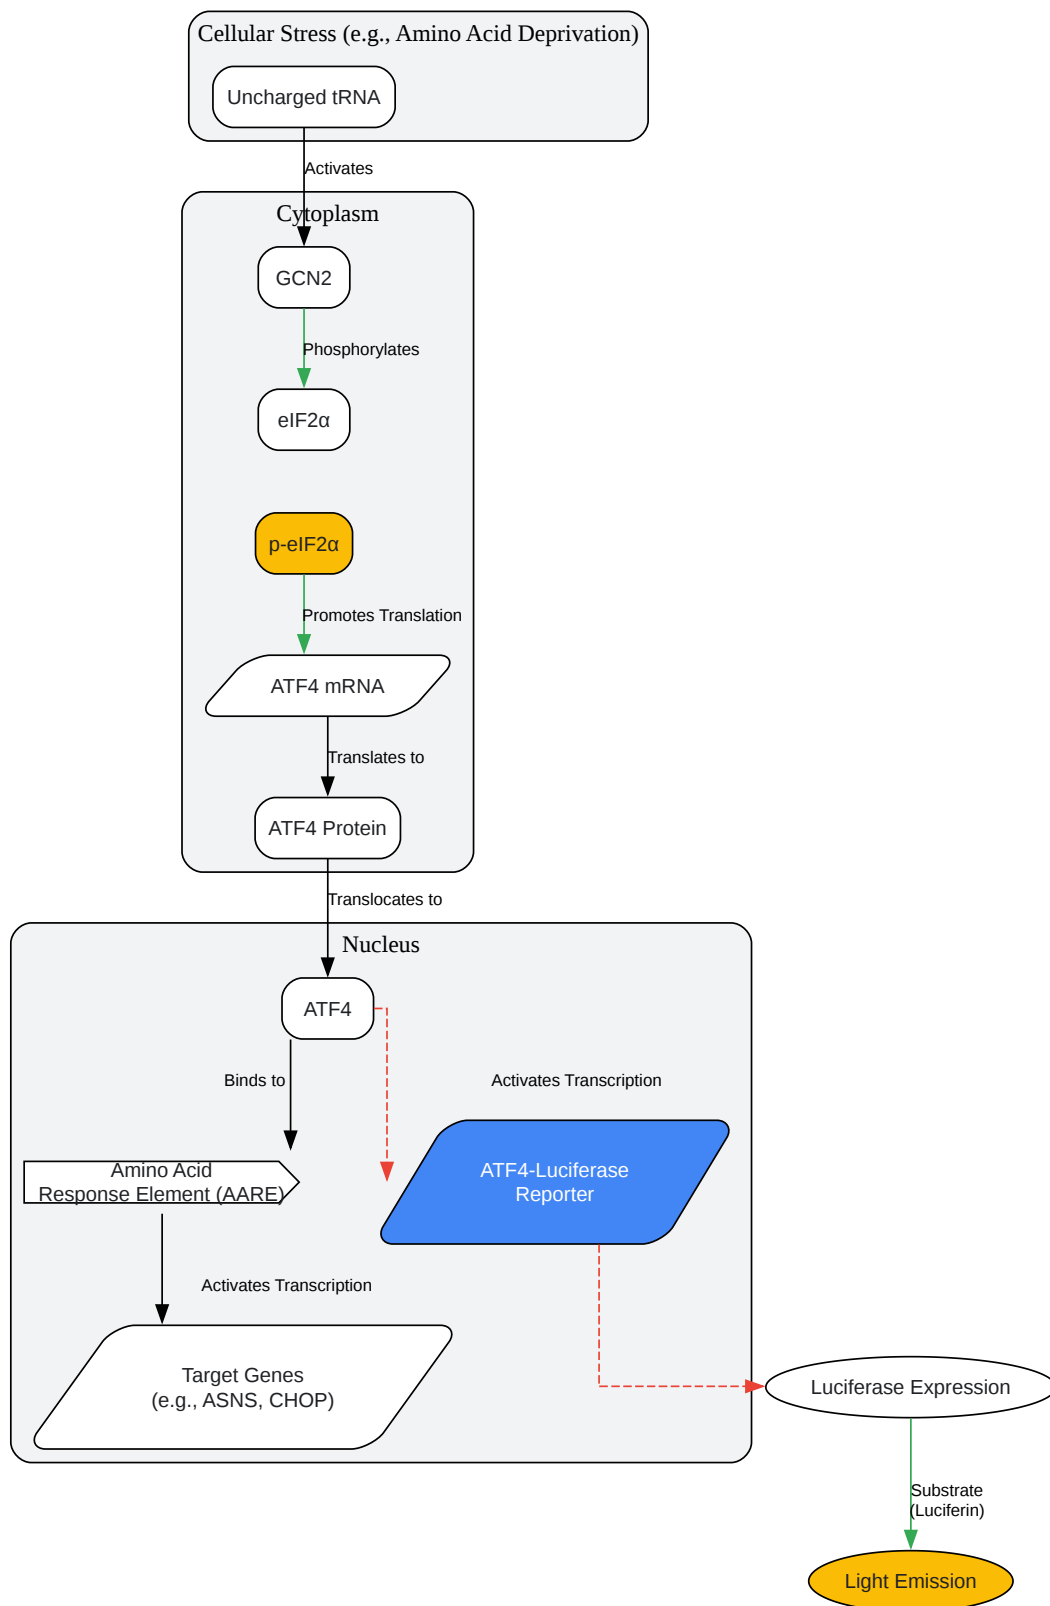 Cellular Stress (e.g., Amino Acid Deprivation)
Uncharged tRNA
Activates
Cytoplasm
GCN2
Phosphorylates
eIF2α
p-eIF2α
Promotes Translation
ATF4 mRNA
Translates to
ATF4 Protein
Translocates to
Nucleus
ATF4
Binds to
Activates Transcription
Amino Acid
Response Element (AARE)
ATF4-Luciferase
Reporter
Activates Transcription
Target Genes
(e.g., ASNS, CHOP)
Luciferase Expression
Substrate
(Luciferin)
Light Emission